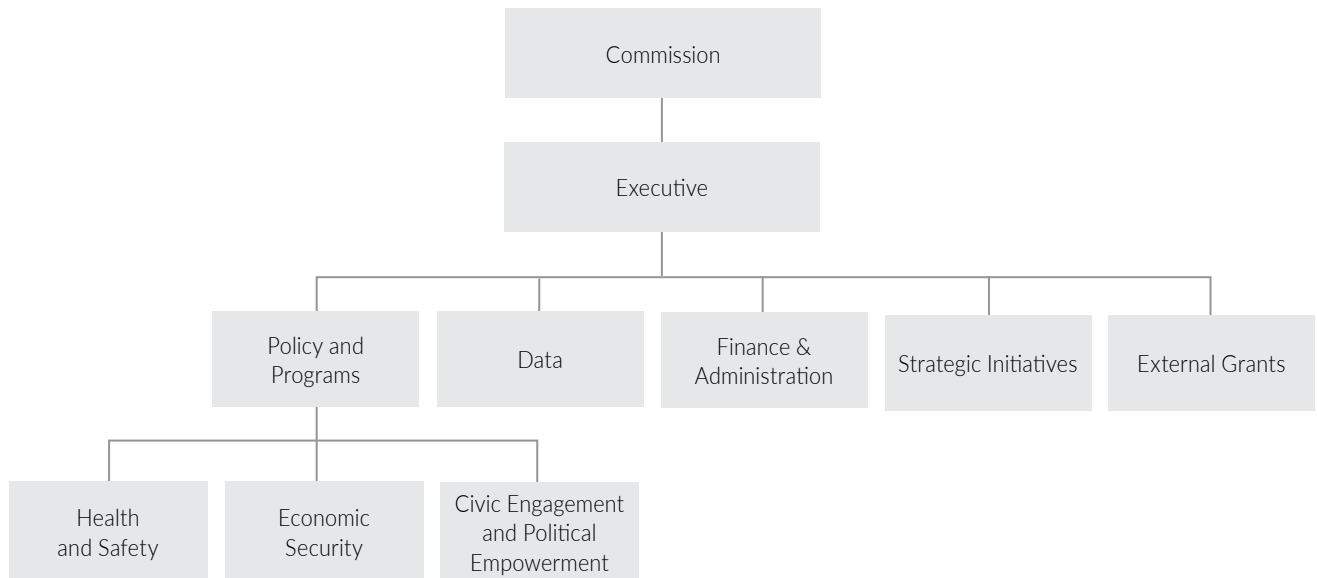 Commission
Executive
Policy and
Programs
Data
Finance &
Administration
Strategic Initiatives
External Grants
Health
and Safety
Economic
Security
Civic Engagement
and Political
Empowerment